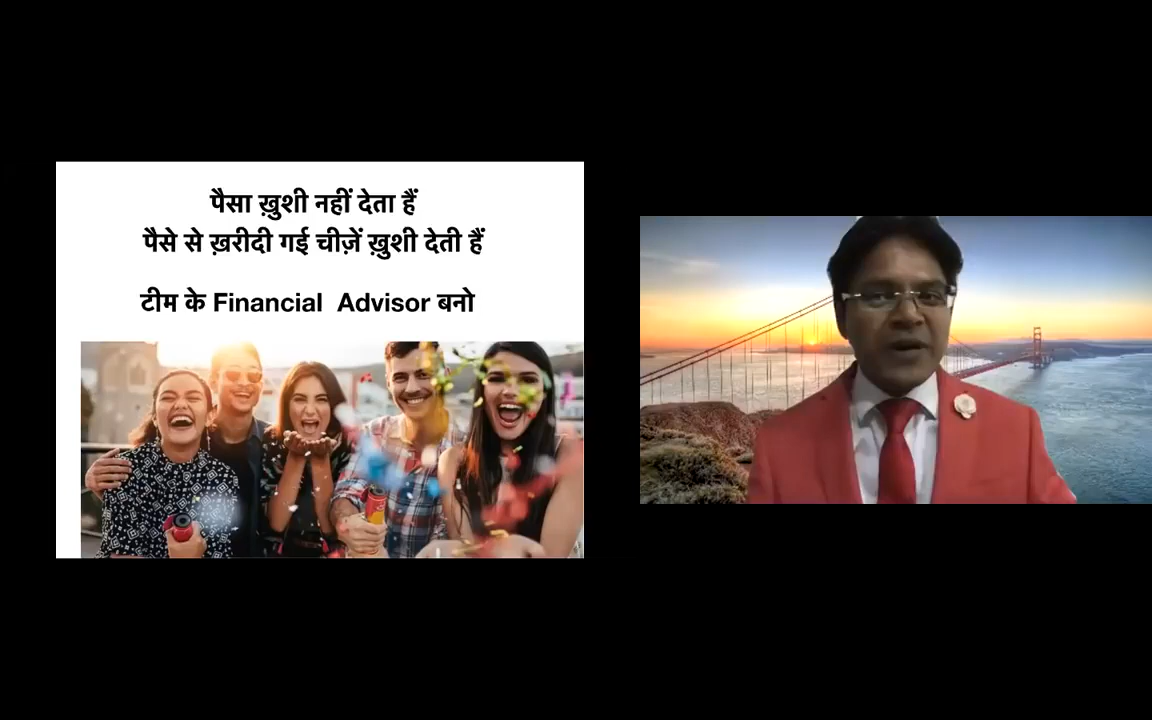 पैसा ख़ुशी नहीं देता हैं
पैसे से ख़रीदी गई चीज़ें ख़ुशी देती हैं
टीम के Financial Advisor बनो